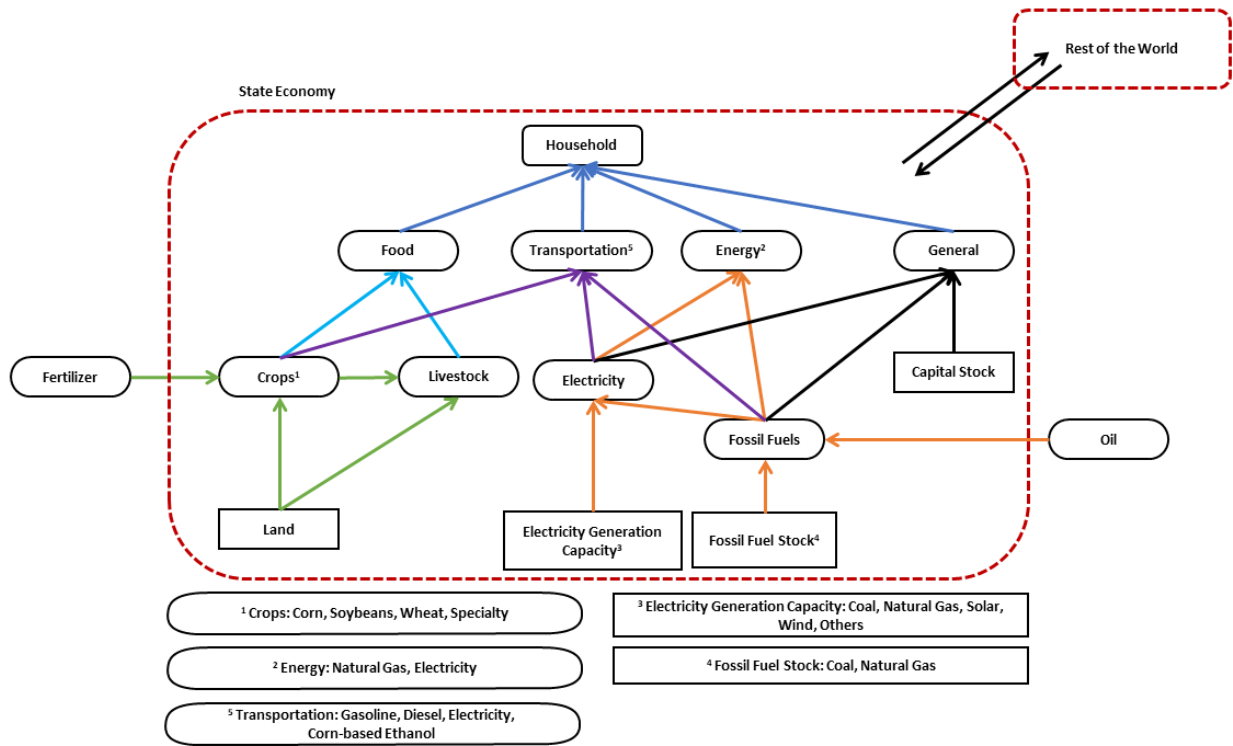 Rest of the World
State Economy
Household
Food
Transportation⁵
Energy²
General
Fertilizer
Crops¹
Livestock
Electricity
Capital Stock
Fossil Fuels
Oil
Land
Electricity Generation
Capacity³
Fossil Fuel Stock⁴
¹ Crops: Corn, Soybeans, Wheat, Specialty
³ Electricity Generation Capacity: Coal, Natural Gas, Solar,
Wind, Others
² Energy: Natural Gas, Electricity
⁴ Fossil Fuel Stock: Coal, Natural Gas
⁵ Transportation: Gasoline, Diesel, Electricity,
Corn-based Ethanol